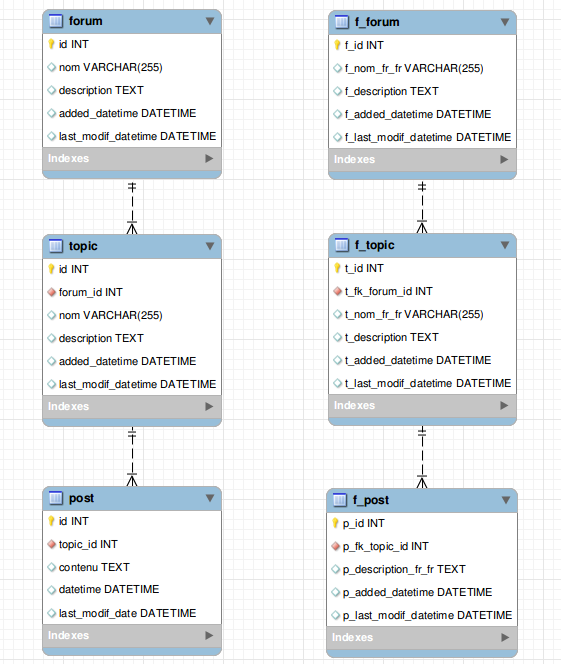 forum
id INT
nom VARCHAR(255)
description TEXT
added_datetime DATETIME
last_modif_datetime DATETIME
Indexes
topic
id INT
forum_id INT
nom VARCHAR(255)
description TEXT
added_datetime DATETIME
last_modif_datetime DATETIME
Indexes
post
id INT
topic_id INT
contenu TEXT
datetime DATETIME
last_modif_date DATETIME
Indexes
f_forum
f_id INT
f_nom_fr_fr VARCHAR(255)
f_description TEXT
f_added_datetime DATETIME
f_last_modif_datetime DATETIME
Indexes
f_topic
t_id INT
t_fk_forum_id INT
t_nom_fr_fr VARCHAR(255)
t_description TEXT
t_added_datetime DATETIME
t_last_modif_datetime DATETIME
Indexes
f_post
p_id INT
p_fk_topic_id INT
p_description_fr_fr TEXT
p_added_datetime DATETIME
p_last_modif_datetime DATETIME
Indexes